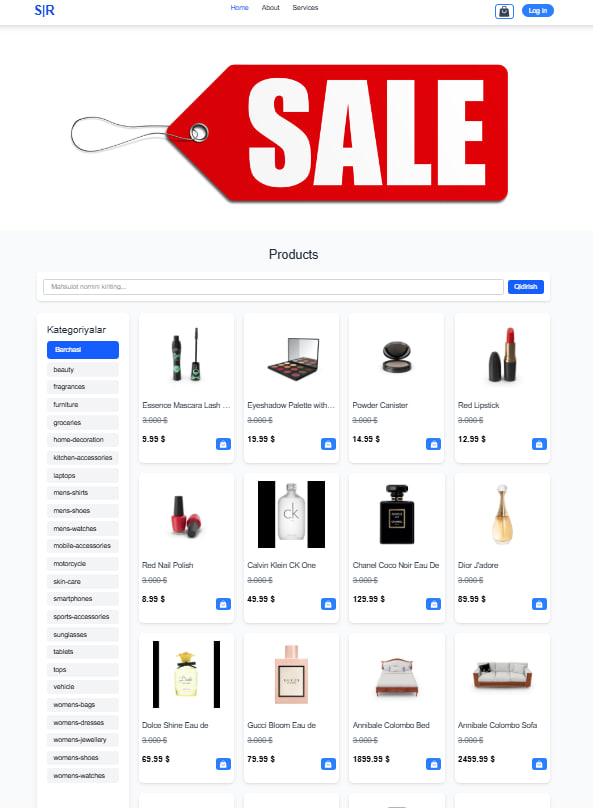 S|R
Home About Services
Log in
SALE
Products
Mahsulot nomini kiriting...
Qidirish
Kategoriyalar
Barchasi
beauty
fragrances
furniture
groceries
home-decoration
kitchen-accessories
laptops
mens-shirts
mens-shoes
mens-watches
mobile-accessories
motorcycle
skin-care
smartphones
sports-accessories
sunglasses
tablets
tops
vehicle
womens-bags
womens-dresses
womens-jewellery
womens-shoes
womens-watches
Essence Mascara Lash ...
3.000 $
9.99 $
Eyeshadow Palette with...
3.000 $
19.99 $
Powder Canister
3.000 $
14.99 $
Red Lipstick
3.000 $
12.99 $
Red Nail Polish
3.000 $
8.99 $
ck
Calvin Klein CK One
3.000 $
49.99 $
CHANEL
Chanel Coco Noir Eau De
3.000 $
129.99 $
Dior J'adore
3.000 $
89.99 $
Dolce Shine Eau de
3.000 $
69.99 $
GUCCI
Gucci Bloom Eau de
3.000 $
79.99 $
Annibale Colombo Bed
3.000 $
1899.99 $
Annibale Colombo Sofa
3.000 $
2499.99 $